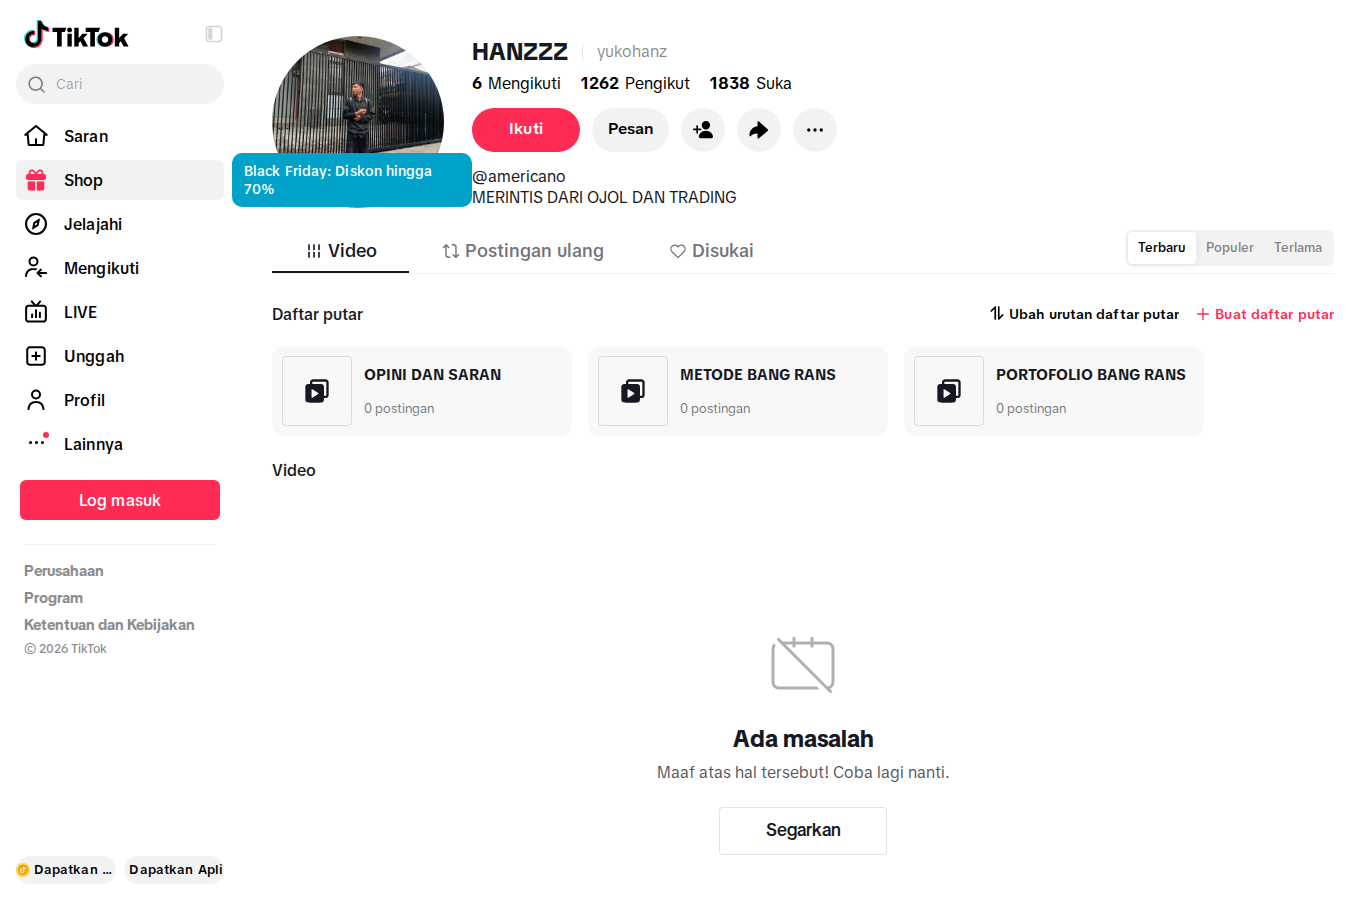 TikTok
Cari
Saran
Shop
Jelajahi
Mengikuti
LIVE
Unggah
Profil
Lainnya
Log masuk
Perusahaan
Program
Ketentuan dan Kebijakan
© 2026 TikTok
Dapatkan ...
Dapatkan Apli
Black Friday: Diskon hingga
70%
HANZZZ yukohanz
6 Mengikuti 1262 Pengikut 1838 Suka
Ikuti Pesan
@americano
MERINTIS DARI OJOL DAN TRADING
Video Postingan ulang Disukai
Terbaru Populer Terlama
Daftar putar
Ubah urutan daftar putar
Buat daftar putar
OPINI DAN SARAN
0 postingan
METODE BANG RANS
0 postingan
PORTOFOLIO BANG RANS
0 postingan
Video
Ada masalah
Maaf atas hal tersebut! Coba lagi nanti.
Segarkan